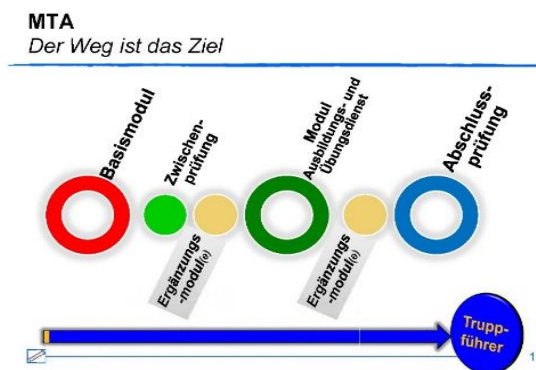 MTA
Der Weg ist das Ziel
Basismodul
Zwischen-
prüfung
Ergänzungs
-modul(e)
Modul
Ausbildungs- und
Übungsdienst
Ergänzungs
-modul(e)
Abschluss-
prüfung
Trupp-
führer
1